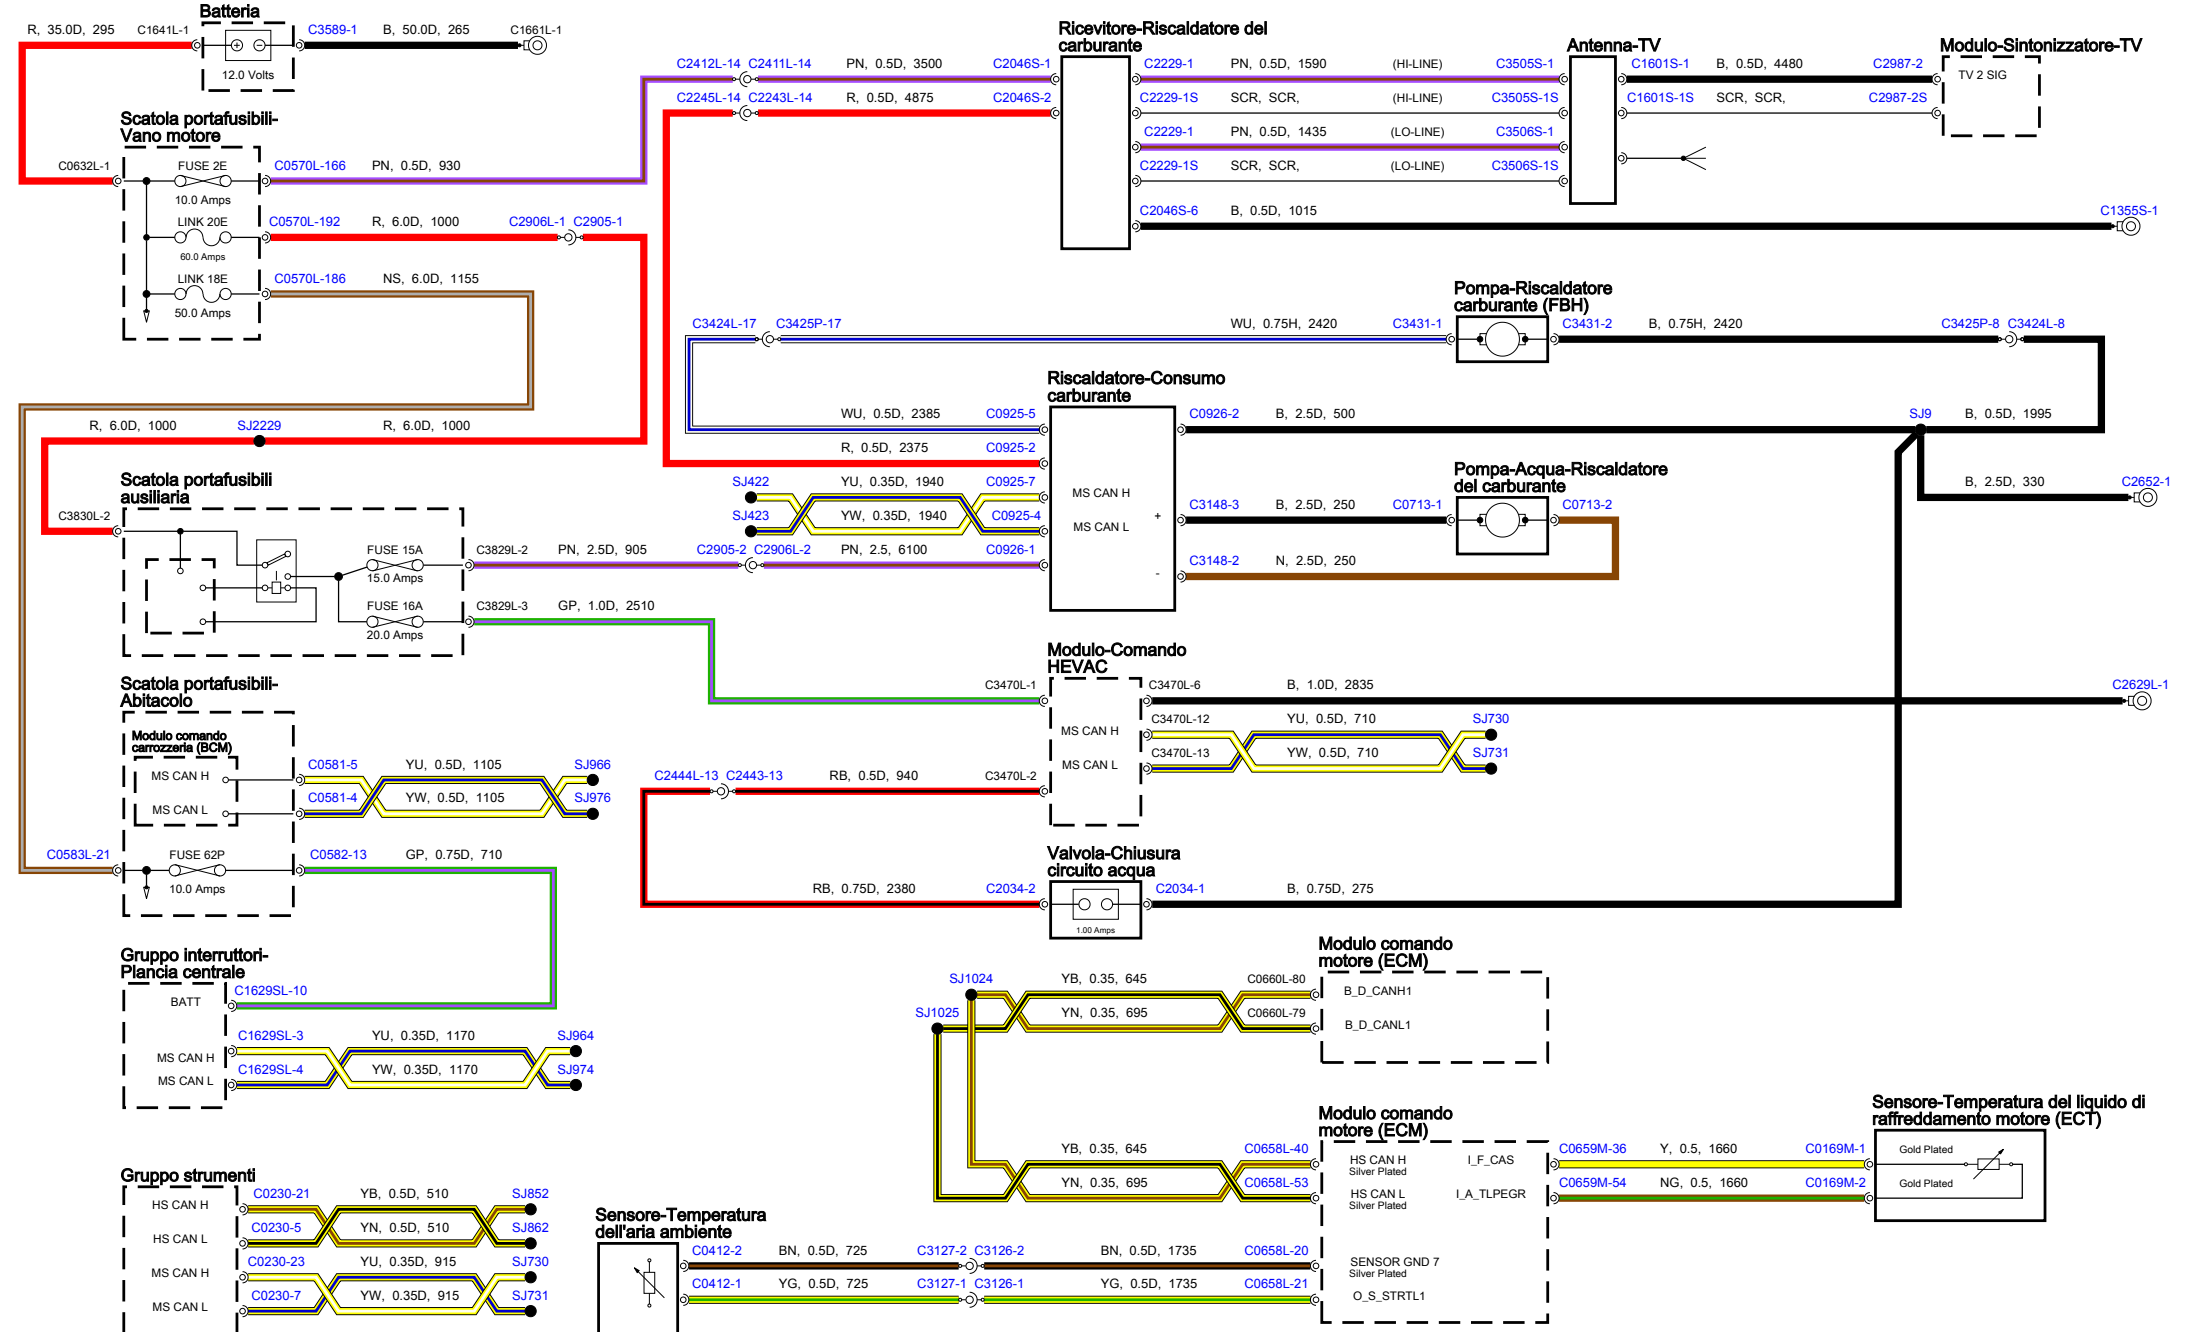 Batteria
R, 35.0D, 295 C1641L-1 C3589-1 B, 50.0D, 265 C1661L-1
12.0 Volts
Scatola portafusibili-
Vano motore
C0632L-1 FUSE 2E C0570L-166 PN, 0.5D, 930
10.0 Amps
LINK 20E C0570L-192 R, 6.0D, 1000 C2906L-1 C2905-1
60.0 Amps
LINK 18E C0570L-186 NS, 6.0D, 1155
50.0 Amps
Ricevitore-Riscaldatore del
carburante
C2412L-14 C2411L-14 PN, 0.5D, 3500 C2046S-1
C2245L-14 C2243L-14 R, 0.5D, 4875 C2046S-2
C2229-1 PN, 0.5D, 1590 (HI-LINE) C3505S-1
C2229-1S SCR, SCR, (HI-LINE) C3505S-1S
C2229-1 PN, 0.5D, 1435 (LO-LINE) C3506S-1
C2229-1S SCR, SCR, (LO-LINE) C3506S-1S
C2046S-6 B, 0.5D, 1015 C1355S-1
Antenna-TV
C1601S-1 B, 0.5D, 4480 C2987-2
C1601S-1S SCR, SCR, C2987-2S
Modulo-Sintonizzatore-TV
TV 2 SIG
Pompa-Riscaldatore
carburante (FBH)
C3424L-17 C3425P-17 WU, 0.75H, 2420 C3431-1
C3431-2 B, 0.75H, 2420 C3425P-8 C3424L-8
Riscaldatore-Consumo
carburante
WU, 0.5D, 2385 C0925-5
R, 0.5D, 2375 C0925-2
SJ422 YU, 0.35D, 1940 C0925-7
MS CAN H
SJ423 YW, 0.35D, 1940 C0925-4
MS CAN L
C0926-2 B, 2.5D, 500 SJ9 B, 0.5D, 1995
B, 2.5D, 330 C2652-1
Pompa-Acqua-Riscaldatore
del carburante
+ C3148-3 B, 2.5D, 250 C0713-1 C0713-2
- C3148-2 N, 2.5D, 250
R, 6.0D, 1000 SJ2229 R, 6.0D, 1000
Scatola portafusibili
ausiliaria
C3830L-2
FUSE 15A C3829L-2 PN, 2.5D, 905 C2905-2 C2906L-2 PN, 2.5, 6100 C0926-1
15.0 Amps
FUSE 16A C3829L-3 GP, 1.0D, 2510
20.0 Amps
Modulo-Comando
HEVAC
C3470L-1 C3470L-6 B, 1.0D, 2835 C2629L-1
C3470L-12 YU, 0.5D, 710 SJ730
MS CAN H
C3470L-13 YW, 0.5D, 710 SJ731
MS CAN L
C2444L-13 C2443-13 RB, 0.5D, 940 C3470L-2
Scatola portafusibili-
Abitacolo
Modulo comando
carrozzeria (BCM)
MS CAN H C0581-5 YU, 0.5D, 1105 SJ966
MS CAN L C0581-4 YW, 0.5D, 1105 SJ976
C0583L-21 FUSE 62P C0582-13 GP, 0.75D, 710
10.0 Amps
Valvola-Chiusura
circuito acqua
RB, 0.75D, 2380 C2034-2 C2034-1 B, 0.75D, 275
1.00 Amps
Gruppo interruttori-
Plancia centrale
BATT C1629SL-10
C1629SL-3 YU, 0.35D, 1170 SJ964
MS CAN H
C1629SL-4 YW, 0.35D, 1170 SJ974
MS CAN L
Modulo comando
motore (ECM)
SJ1024 YB, 0.35, 645 C0660L-80 B_D_CANH1
SJ1025 YN, 0.35, 695 C0660L-79 B_D_CANL1
Modulo comando
motore (ECM)
YB, 0.35, 645 C0658L-40 HS CAN H
Silver Plated
YN, 0.35, 695 C0658L-53 HS CAN L
Silver Plated
I_F_CAS C0659M-36 Y, 0.5, 1660 C0169M-1
I_A_TLPEGR C0659M-54 NG, 0.5, 1660 C0169M-2
Sensore-Temperatura del liquido di
raffreddamento motore (ECT)
Gold Plated
Gold Plated
Gruppo strumenti
HS CAN H C0230-21 YB, 0.5D, 510 SJ852
HS CAN L C0230-5 YN, 0.5D, 510 SJ862
MS CAN H C0230-23 YU, 0.35D, 915 SJ730
MS CAN L C0230-7 YW, 0.35D, 915 SJ731
Sensore-Temperatura
dell'aria ambiente
C0412-2 BN, 0.5D, 725 C3127-2 C3126-2 BN, 0.5D, 1735 C0658L-20 SENSOR GND 7
Silver Plated
C0412-1 YG, 0.5D, 725 C3127-1 C3126-1 YG, 0.5D, 1735 C0658L-21 O_S_STRTL1